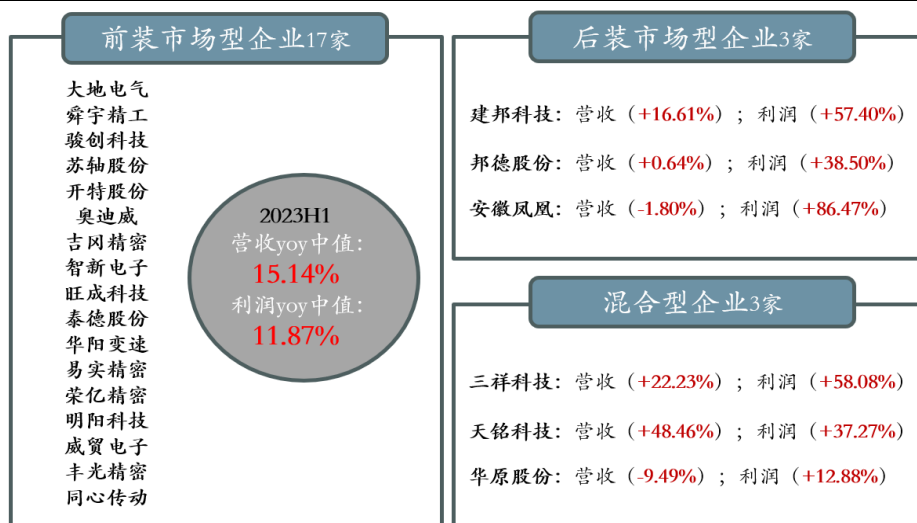 前装市场型企业17家
大地电气
舜宇精工
骏创科技
苏轴股份
开特股份
奥迪威
吉冈精密
智新电子
旺成科技
泰德股份
华阳变速
易实精密
荣亿精密
明阳科技
威贸电子
丰光精密
同心传动
2023H1
营收yoy中值：
15.14%
利润yoy中值：
11.87%
后装市场型企业3家
建邦科技：营收（+16.61%）；利润（+57.40%）
邦德股份：营收（+0.64%）；利润（+38.50%）
安徽凤凰：营收（-1.80%）；利润（+86.47%）
混合型企业3家
三祥科技：营收（+22.23%）；利润（+58.08%）
天铭科技：营收（+48.46%）；利润（+37.27%）
华原股份：营收（-9.49%）；利润（+12.88%）